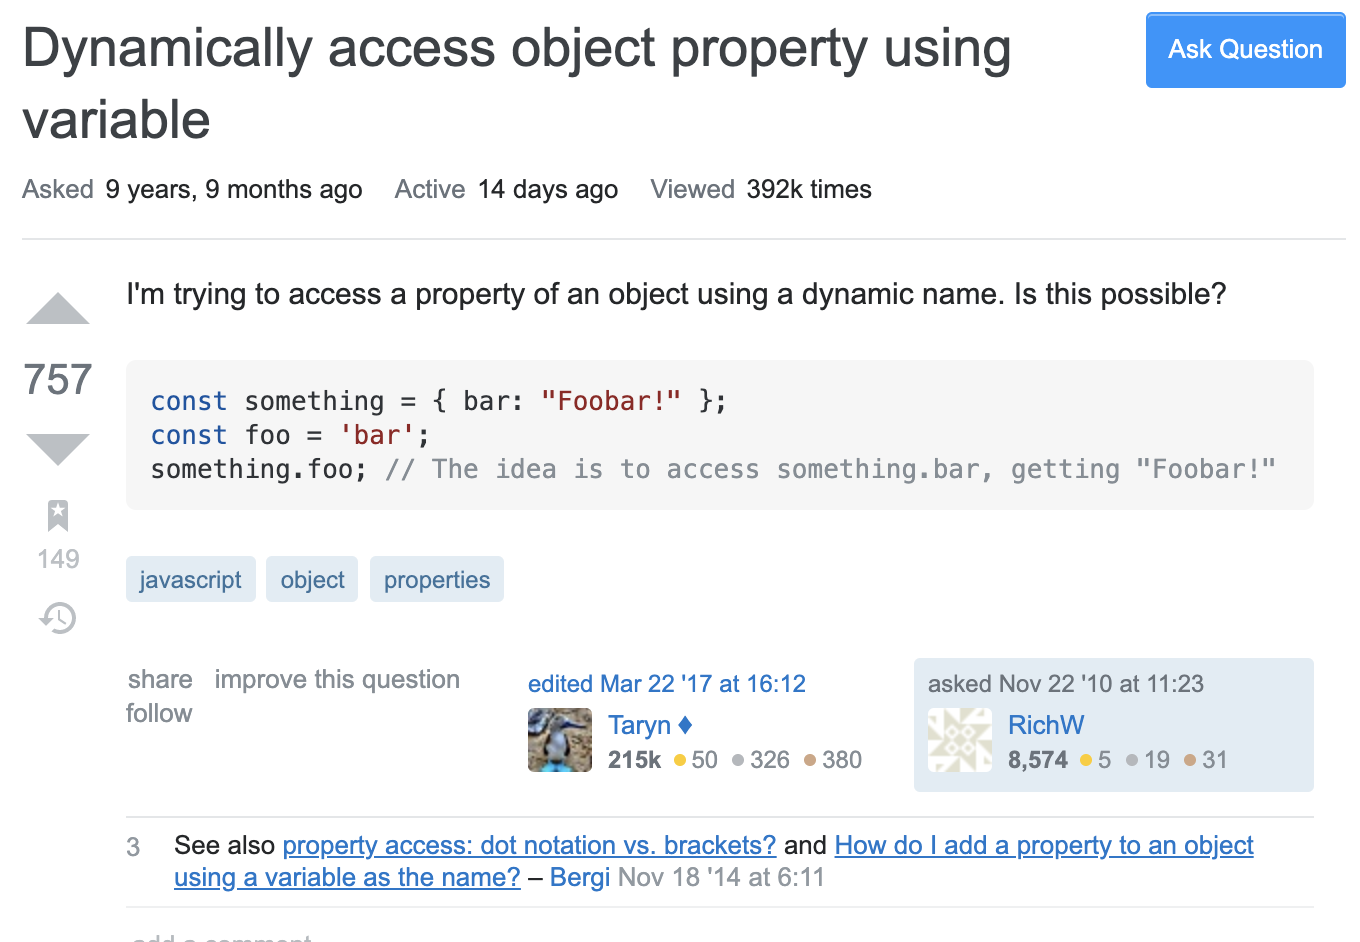 Dynamically access object property using
variable
Ask Question
Asked 9 years, 9 months ago Active 14 days ago Viewed 392k times
I'm trying to access a property of an object using a dynamic name. Is this possible?
757
const something = { bar: "Foobar!" };
const foo = 'bar';
something.foo; // The idea is to access something.bar, getting "Foobar!"
149
javascript object properties
share improve this question
follow
edited Mar 22 '17 at 16:12
Taryn ♦
215k 50 326 380
asked Nov 22 '10 at 11:23
RichW
8,574 5 19 31
3 See also property access: dot notation vs. brackets? and How do I add a property to an object
using a variable as the name? – Bergi Nov 18 '14 at 6:11
add a comment